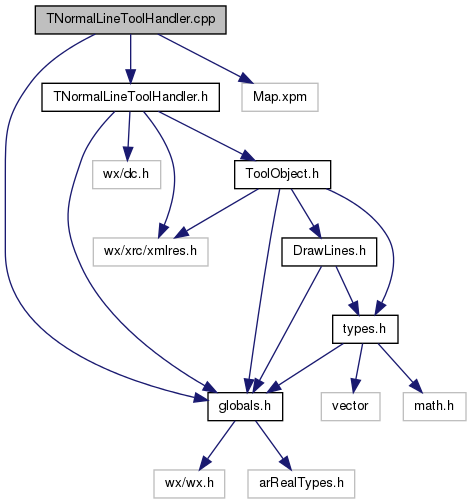 TNormalLineToolHandler.cpp
TNormalLineToolHandler.h
Map.xpm
wx/dc.h
ToolObject.h
wx/xrc/xmlres.h
DrawLines.h
types.h
globals.h
vector
math.h
wx/wx.h
arRealTypes.h